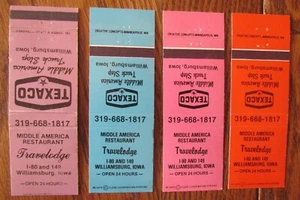 Middle America
Truck Stop
Williamsburg, Iowa
TEXACO
319-668-1817
MIDDLE AMERICA
RESTAURANT
Travelodge
I-80 AND 149
Williamsburg, Iowa
— OPEN 24 HOURS —
Williamsburg, Iowa
Truck Stop
Middle America
TEXACO
319-668-1817
MIDDLE AMERICA
RESTAURANT
Travelodge
I-80 AND 149
WILLIAMSBURG, IOWA
— OPEN 24 HOURS —
Williamsburg, Iowa
Truck Stop
Middle America
TEXACO
319-668-1817
MIDDLE AMERICA
RESTAURANT
Travelodge
I-80 AND 149
WILLIAMSBURG, IOWA
— OPEN 24 HOURS —
Williamsburg, Iowa
Truck Stop
Middle America
TEXACO
319-668-1817
MIDDLE AMERICA
RESTAURANT
Travelodge
I-80 AND 149
WILLIAMSBURG, IOWA
— OPEN 24 HOURS —